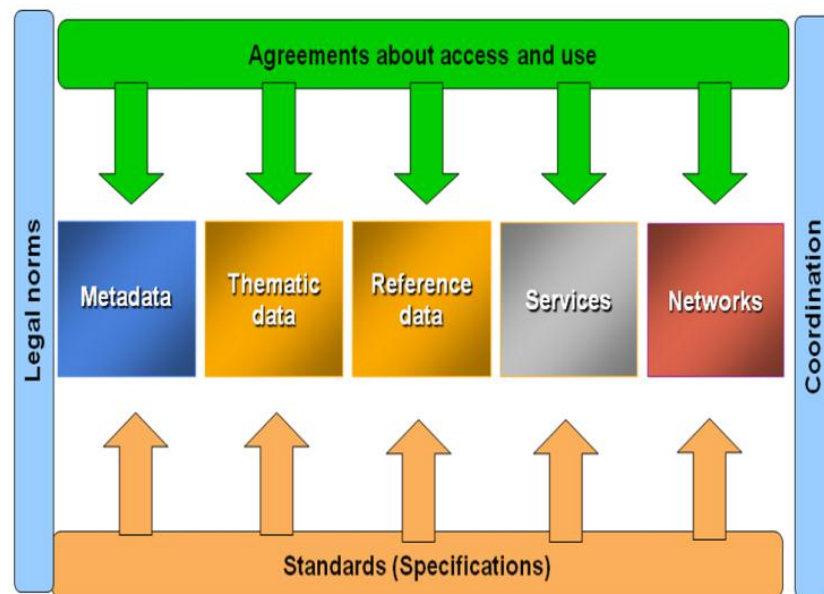 Agreements about access and use
Legal norms
Metadata
Thematic
data
Reference
data
Services
Networks
Coordination
Standards (Specifications)